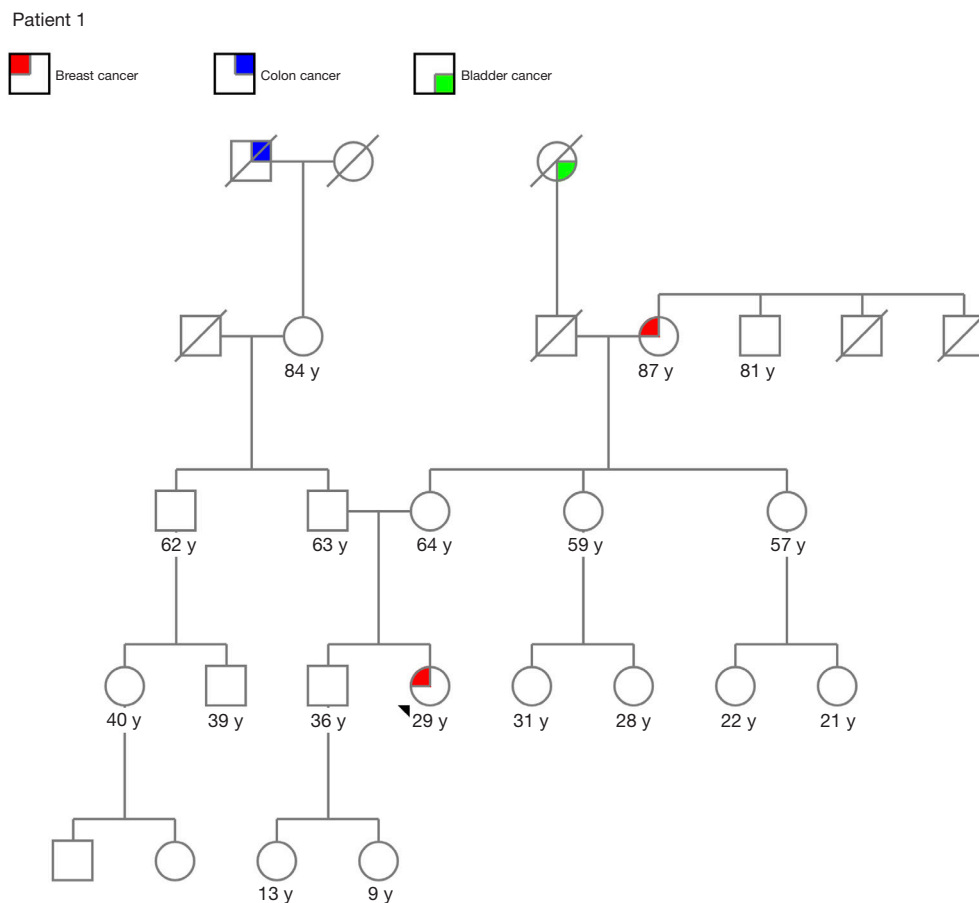 Patient 1
Breast cancer
Colon cancer
Bladder cancer
84 y
87 y
81 y
62 y
63 y
64 y
59 y
57 y
40 y
39 y
36 y
29 y
31 y
28 y
22 y
21 y
13 y
9 y